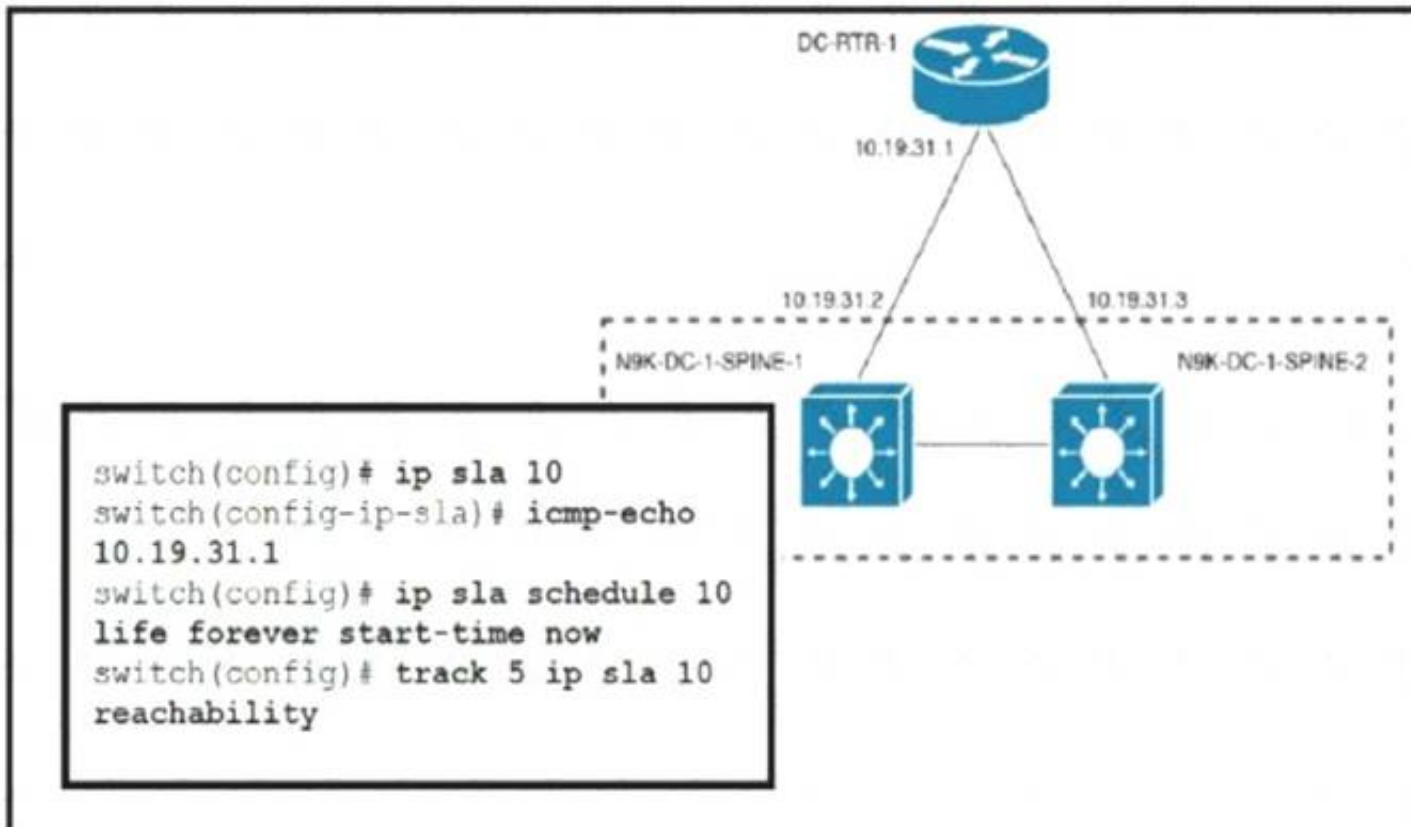 DC-RTR-1
10.19.31.1
10.19.31.2
10.19.31.3
N9K-DC-1-SPINE-1
N9K-DC-1-SPINE-2
switch(config)# ip sla 10
switch(config-ip-sla)# icmp-echo
10.19.31.1
switch(config)# ip sla schedule 10
life forever start-time now
switch(config)# track 5 ip sla 10
reachability